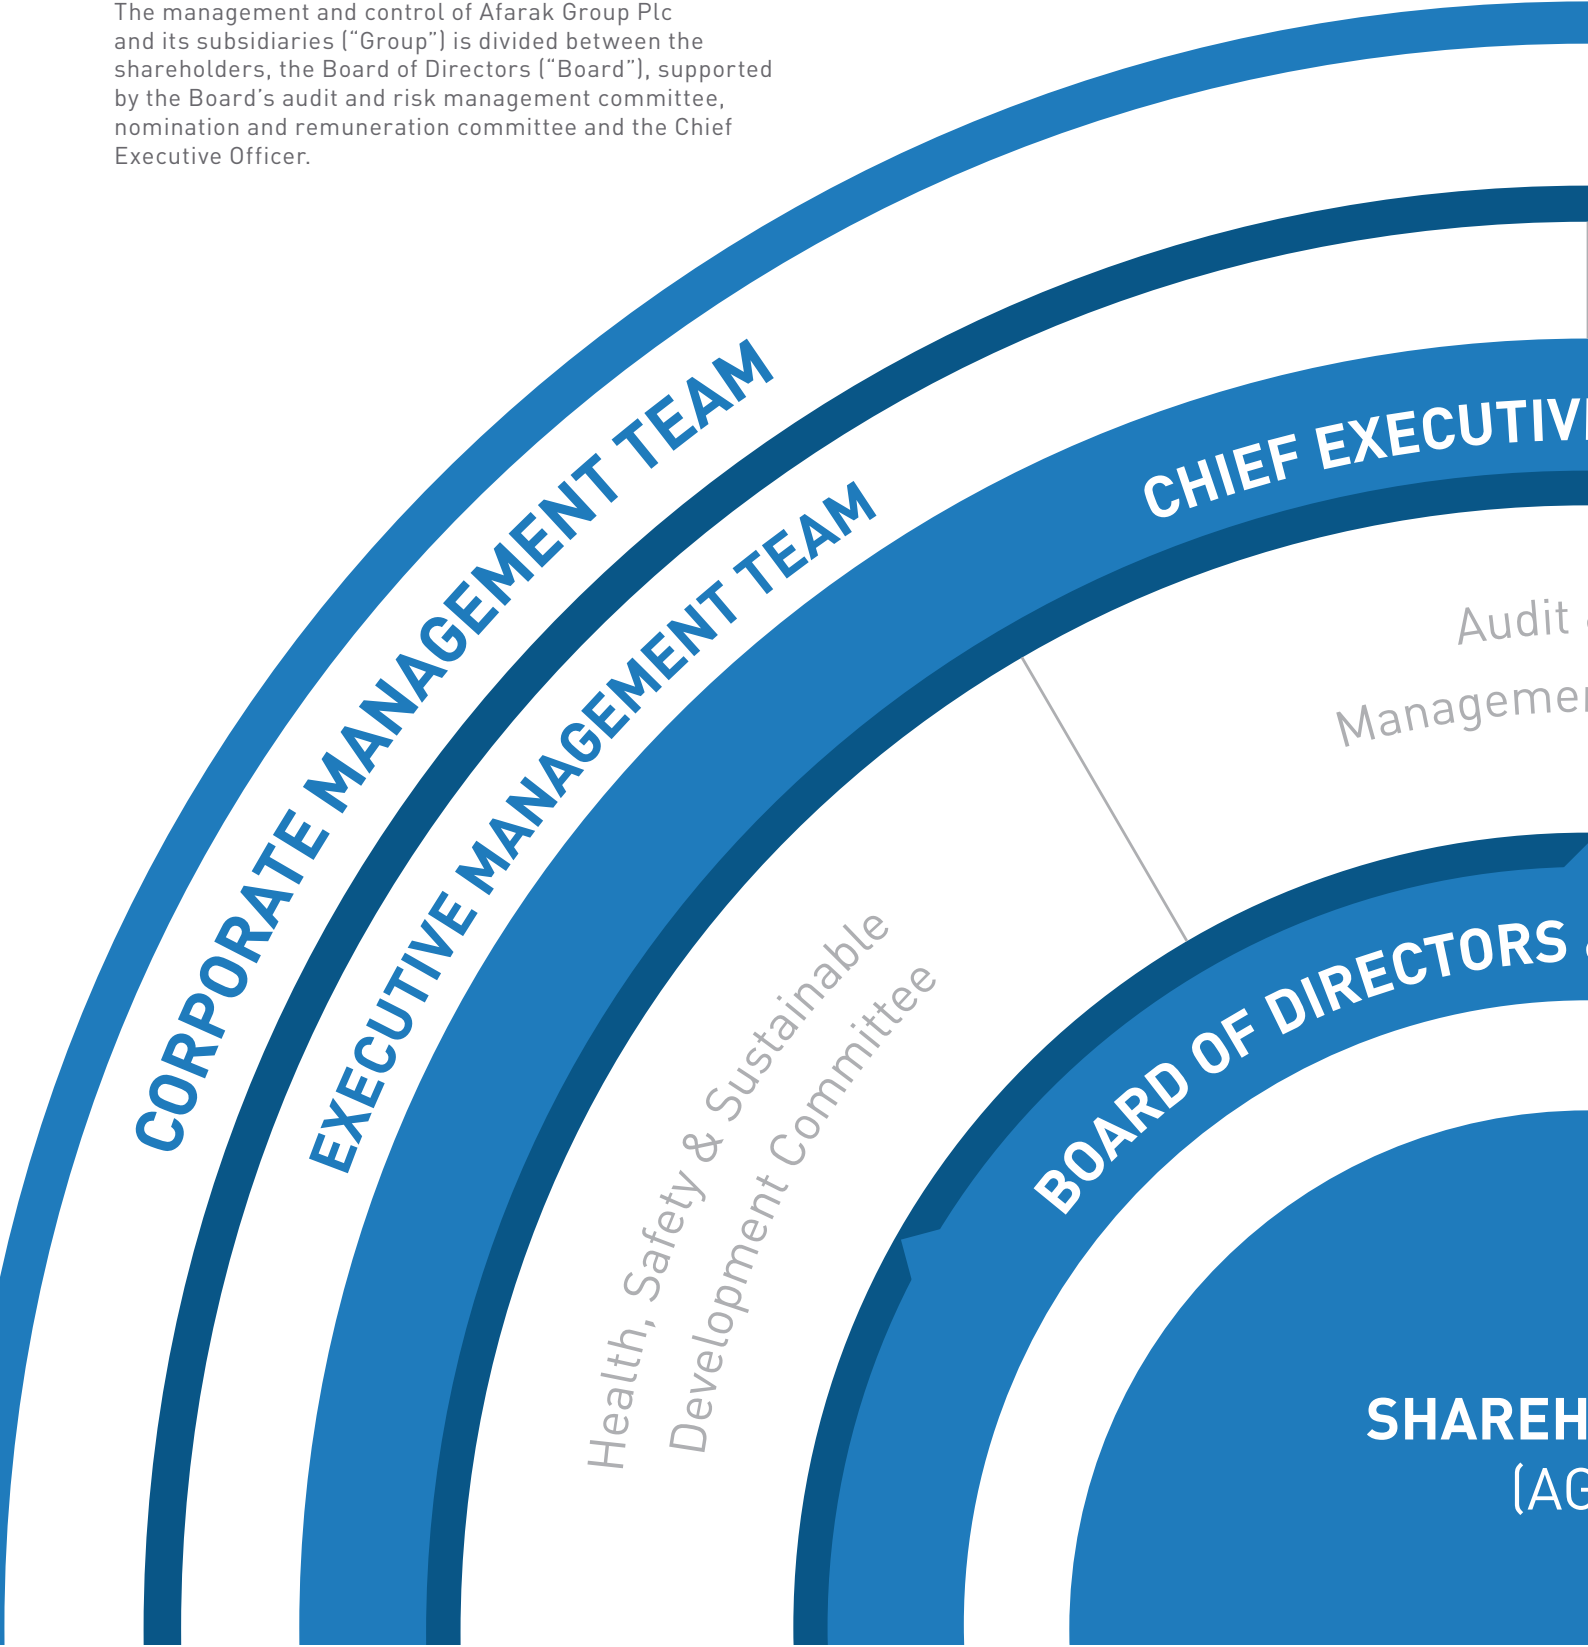 The management and control of Afarak Group Plc
and its subsidiaries (“Group”) is divided between the
shareholders, the Board of Directors (“Board”), supported
by the Board’s audit and risk management committee,
nomination and remuneration committee and the Chief
Executive Officer.
CORPORATE MANAGEMENT TEAM
EXECUTIVE MANAGEMENT TEAM
CHIEF EXECUTIV
Audit
Managemen
Health, Safety & Sustainable
Development Committee
BOARD OF DIRECTORS
SHAREH
(AG